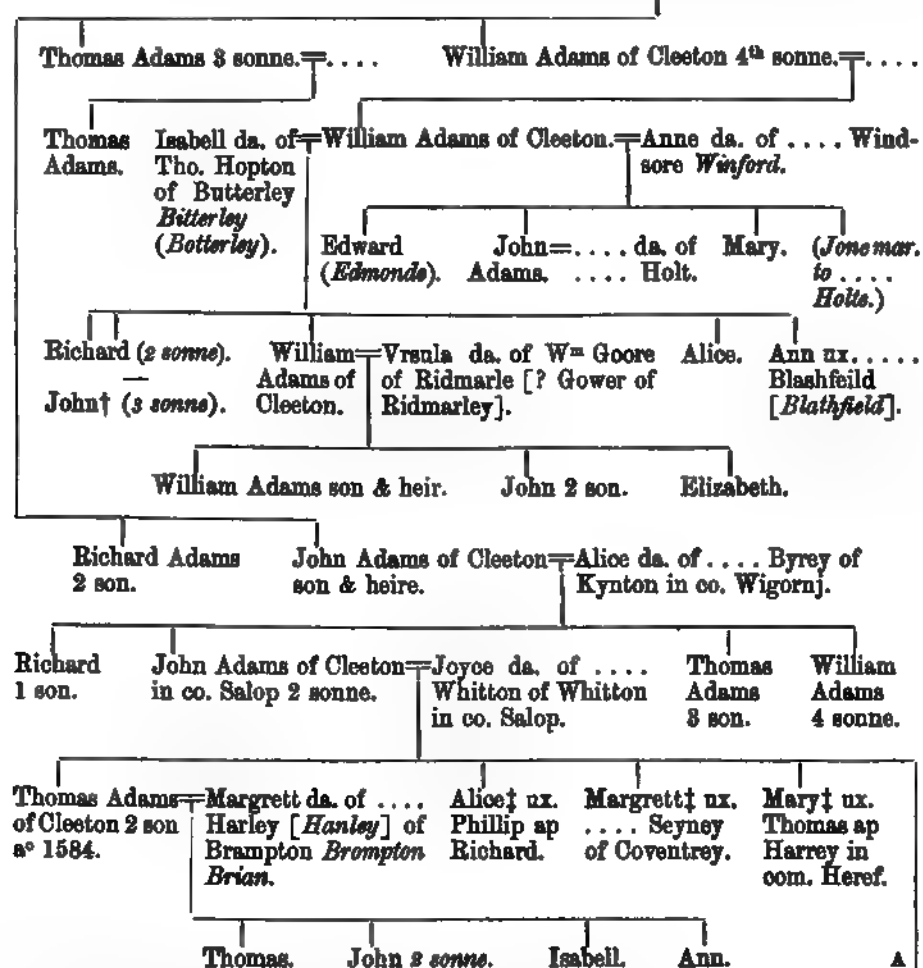 Thomas Adams 3 sonne.=.... William Adams of Cleeton 4th sonne.=....
Thomas Adams.
Isabell da. of
Tho. Hopton
of Butterley
Bitterley
(Botterley).
=William Adams of Cleeton.=
Anne da. of .... Wind-
sore Winford.
Edward
(Edmonde).
John=.... da. of
Adams. .... Holt.
Mary.
(Jone mar.
to ....
Holte.)
Richard (2 sonne).
John† (3 sonne).
William=
Adams of
Cleeton.
Vrsula da. of Wm Goore
of Ridmarle [? Gower of
Ridmarley].
Alice.
Ann ux.....
Blashfeild
[Blathfield].
William Adams son & heir. John 2 son. Elizabeth.
Richard Adams
2 son.
John Adams of Cleeton=
son & heire.
Alice da. of .... Byrey of
Kynton in co. Wigornj.
Richard
1 son.
John Adams of Cleeton=
in co. Salop 2 sonne.
Joyce da. of ....
Whitton of Whitton
in co. Salop.
Thomas
Adams
3 son.
William
Adams
4 sonne.
Thomas Adams=
of Cleeton 2 son
ao 1584.
Margrett da. of ....
Harley [Hanley] of
Brampton Brompton
Brian.
Alice‡ ux.
Phillip ap
Richard.
Margrett‡ ux.
.... Seyney
of Coventrey.
Mary‡ ux.
Thomas ap
Harrey in
com. Heref.
Thomas. John 2 sonne. Isabell. Ann. A